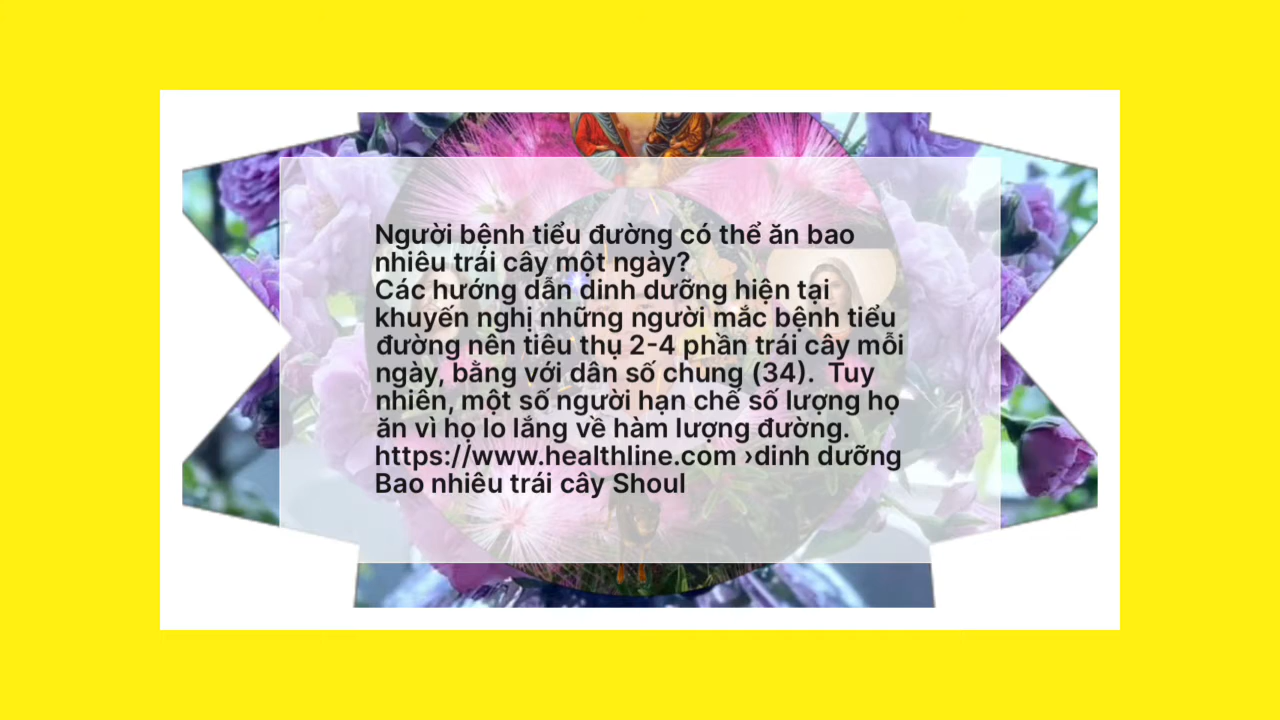 Người bệnh tiểu đường có thể ăn bao
nhiêu trái cây một ngày?
Các hướng dẫn dinh dưỡng hiện tại
khuyến nghị những người mắc bệnh tiểu
đường nên tiêu thụ 2-4 phần trái cây mỗi
ngày, bằng với dân số chung (34).  Tuy
nhiên, một số người hạn chế số lượng họ
ăn vì họ lo lắng về hàm lượng đường.
https://www.healthline.com ›dinh dưỡng
Bao nhiêu trái cây Shoul